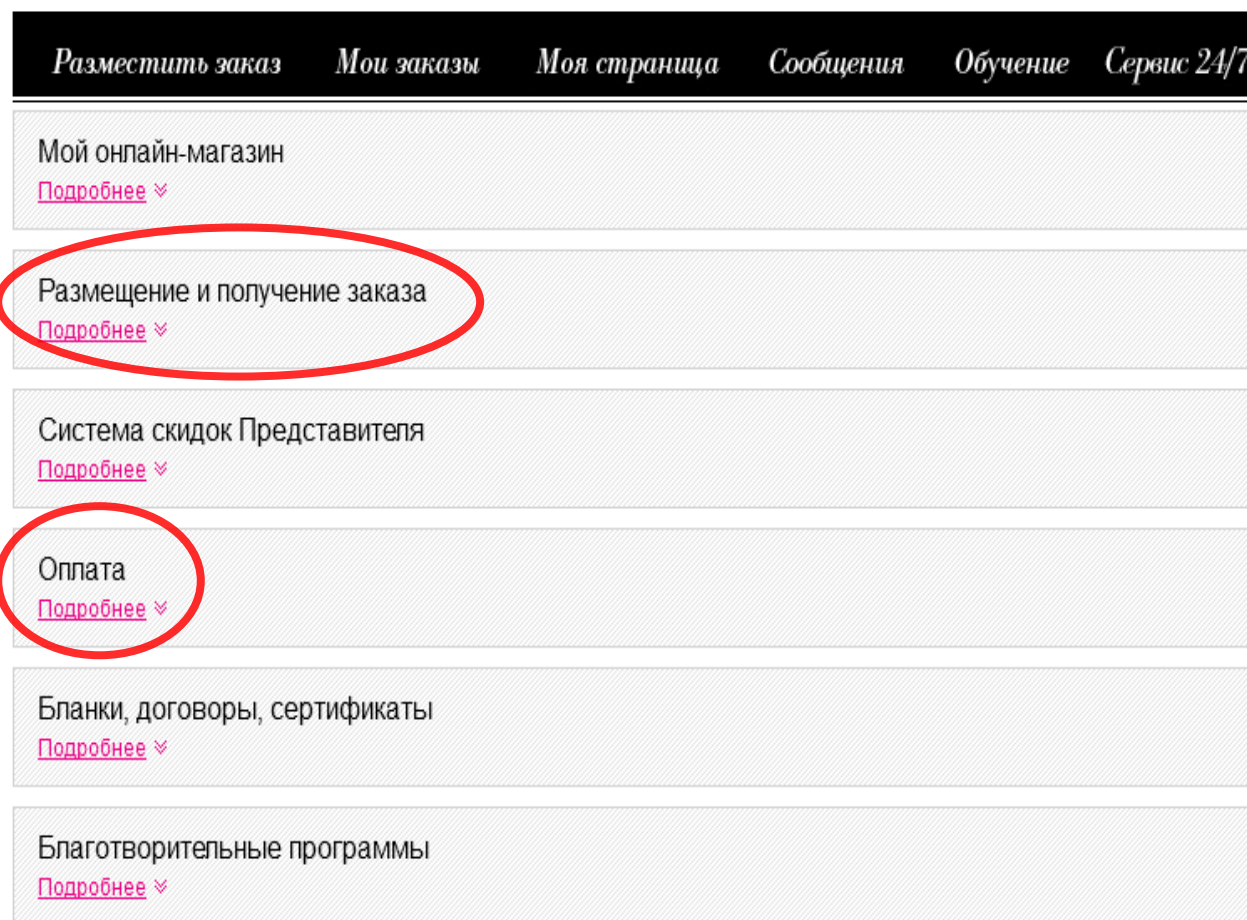 Разместить заказ Мои заказы Моя страница Сообщения Обучение Сервис 24/7
Мой онлайн-магазин
Подробнее
Размещение и получение заказа
Подробнее
Система скидок Представителя
Подробнее
Оплата
Подробнее
Бланки, договоры, сертификаты
Подробнее
Благотворительные программы
Подробнее